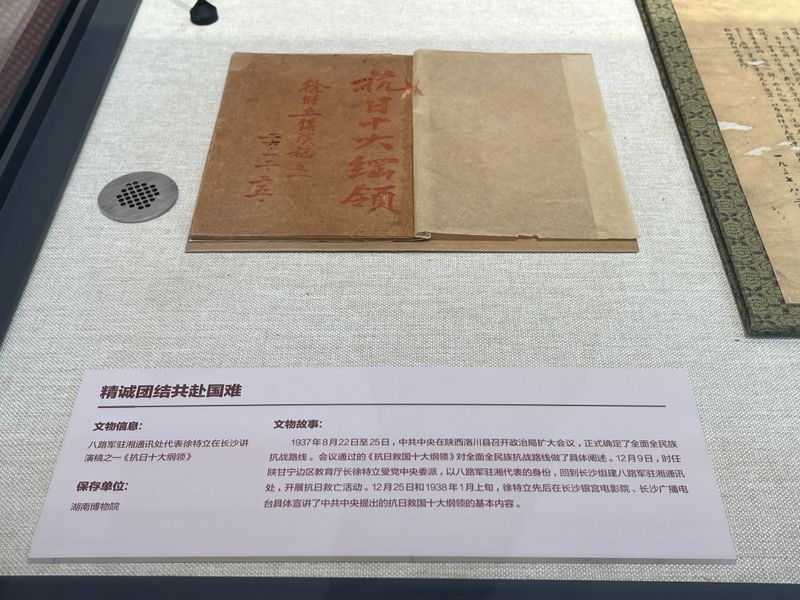 抗日十大纲领
徐特立讲演稿之一
精诚团结共赴国难
文物信息：
八路军驻湘通讯处代表徐特立在长沙讲
演稿之一《抗日十大纲领》
保存单位：
湖南博物院
文物故事：
1937年8月22日至25日，中共中央在陕西洛川县召开政治局扩大会议，正式确定了全面全民族
抗战路线。会议通过的《抗日救国十大纲领》对全面全民族抗战路线做了具体阐述。12月9日，时任
陕甘宁边区教育厅长徐特立受党中央委派，以八路军驻湘代表的身份，回到长沙组建八路军驻湘通讯
处，开展抗日救亡活动。12月25日和1938年1月上旬，徐特立先后在长沙银宫电影院、长沙广播电
台具体宣讲了中共中央提出的抗日救国十大纲领的基本内容。